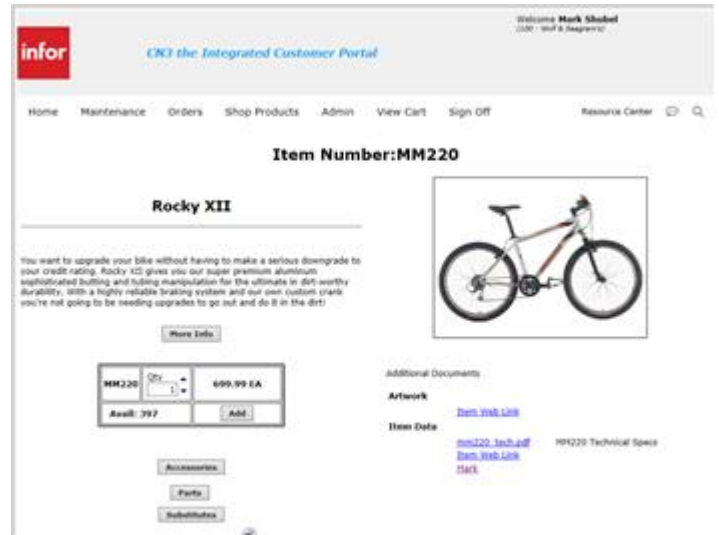 Welcome Mark Shubel
(100 - Wolf & Seagram's)
infor
CN3 the Integrated Customer Portal
Home Maintenance Orders Shop Products Admin View Cart Sign Off Resource Center
Item Number:MM220
Rocky XII
You want to upgrade your bike without having to make a serious downgrade to
your credit rating. Rocky XII gives you our super premium aluminum
sophisticated butting and tubing manipulation for the ultimate in dirt-worthy
durability. With a highly reliable braking system and our own custom crank
you're not going to be needing upgrades to go out and do it in the dirt!
More Info
MM220 Qty 1 699.99 EA
Avail: 397 Add
Accessories
Parts
Substitutes
Additional Documents
Artwork
Item Web Link
Item Data
mm220_tech.pdf MM220 Technical Specs
Item Web Link
Mark